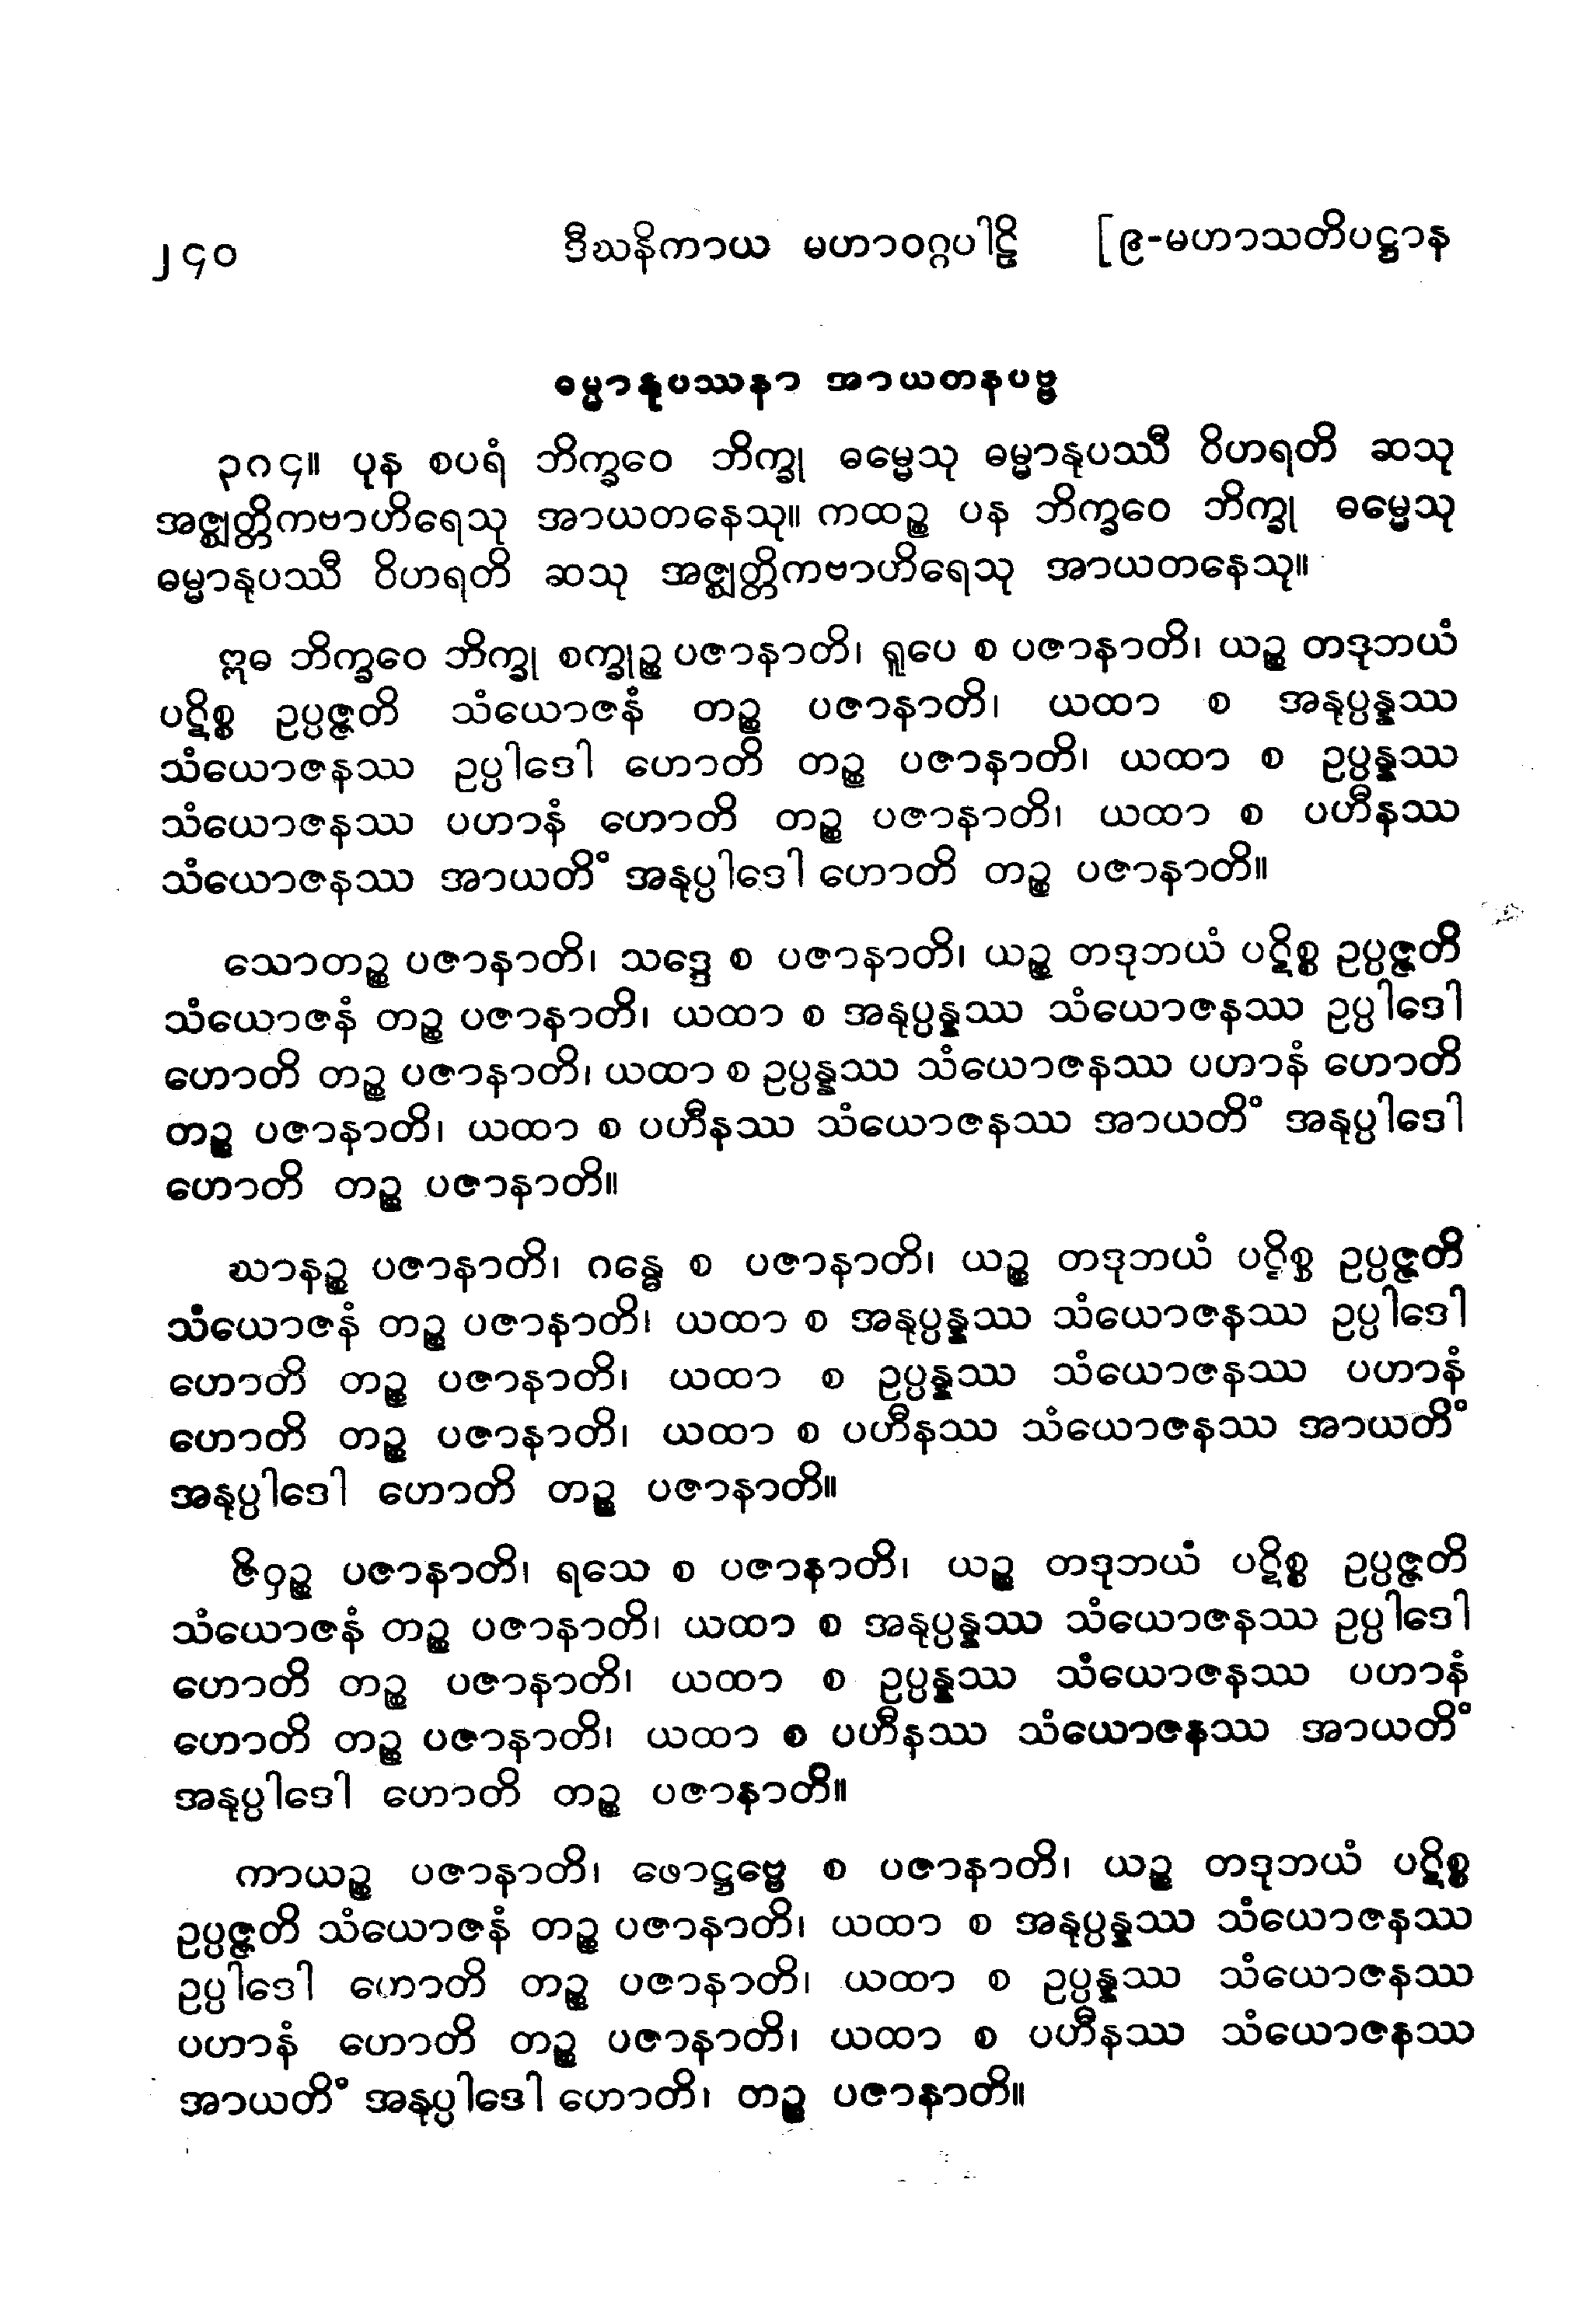 ၂၄၀ ဒီဃနိကာယ မဟာဝဂ္ဂပါဠိ [၉-မဟာသတိပဋ္ဌာန
ဓမ္မာနုပဿနာ အာယတနပဗ္ဗ
၃၈၄။ ပုန စပရံ ဘိက္ခဝေ ဘိက္ခု ဓမ္မေသု ဓမ္မာနုပဿီ ဝိဟရတိ ဆသု
အဇ္ဈတ္တိကဗာဟိရေသု အာယတနေသု။ ကထဉ္စ ပန ဘိက္ခဝေ ဘိက္ခု ဓမ္မေသု
ဓမ္မာနုပဿီ ဝိဟရတိ ဆသု အဇ္ဈတ္တိကဗာဟိရေသု အာယတနေသု။
ဣဓ ဘိက္ခဝေ ဘိက္ခု စက္ခုဉ္စ ပဇာနာတိ၊ ရူပေ စ ပဇာနာတိ၊ ယဉ္စ တဒုဘယံ
ပဋိစ္စ ဥပ္ပဇ္ဇတိ သံယောဇနံ တဉ္စ ပဇာနာတိ၊ ယထာ စ အနုပ္ပန္နဿ
သံယောဇနဿ ဥပ္ပါဒေါ ဟောတိ တဉ္စ ပဇာနာတိ၊ ယထာ စ ဥပ္ပန္နဿ
သံယောဇနဿ ပဟာနံ ဟောတိ တဉ္စ ပဇာနာတိ၊ ယထာ စ ပဟီနဿ
သံယောဇနဿ အာယတိံ အနုပ္ပါဒေါ ဟောတိ တဉ္စ ပဇာနာတိ။
သောတဉ္စ ပဇာနာတိ၊ သဒ္ဒေ စ ပဇာနာတိ၊ ယဉ္စ တဒုဘယံ ပဋိစ္စ ဥပ္ပဇ္ဇတိ
သံယောဇနံ တဉ္စ ပဇာနာတိ၊ ယထာ စ အနုပ္ပန္နဿ သံယောဇနဿ ဥပ္ပါဒေါ
ဟောတိ တဉ္စ ပဇာနာတိ၊ ယထာ စ ဥပ္ပန္နဿ သံယောဇနဿ ပဟာနံ ဟောတိ
တဉ္စ ပဇာနာတိ၊ ယထာ စ ပဟီနဿ သံယောဇနဿ အာယတိံ အနုပ္ပါဒေါ
ဟောတိ တဉ္စ ပဇာနာတိ။
ဃာနဉ္စ ပဇာနာတိ၊ ဂန္ဓေ စ ပဇာနာတိ၊ ယဉ္စ တဒုဘယံ ပဋိစ္စ ဥပ္ပဇ္ဇတိ
သံယောဇနံ တဉ္စ ပဇာနာတိ၊ ယထာ စ အနုပ္ပန္နဿ သံယောဇနဿ ဥပ္ပါဒေါ
ဟောတိ တဉ္စ ပဇာနာတိ၊ ယထာ စ ဥပ္ပန္နဿ သံယောဇနဿ ပဟာနံ
ဟောတိ တဉ္စ ပဇာနာတိ၊ ယထာ စ ပဟီနဿ သံယောဇနဿ အာယတိံ
အနုပ္ပါဒေါ ဟောတိ တဉ္စ ပဇာနာတိ။
ဇိဝှဉ္စ ပဇာနာတိ၊ ရသေ စ ပဇာနာတိ၊ ယဉ္စ တဒုဘယံ ပဋိစ္စ ဥပ္ပဇ္ဇတိ
သံယောဇနံ တဉ္စ ပဇာနာတိ၊ ယထာ စ အနုပ္ပန္နဿ သံယောဇနဿ ဥပ္ပါဒေါ
ဟောတိ တဉ္စ ပဇာနာတိ၊ ယထာ စ ဥပ္ပန္နဿ သံယောဇနဿ ပဟာနံ
ဟောတိ တဉ္စ ပဇာနာတိ၊ ယထာ စ ပဟီနဿ သံယောဇနဿ အာယတိံ
အနုပ္ပါဒေါ ဟောတိ တဉ္စ ပဇာနာတိ။
ကာယဉ္စ ပဇာနာတိ၊ ဖောဋ္ဌဗ္ဗေ စ ပဇာနာတိ၊ ယဉ္စ တဒုဘယံ ပဋိစ္စ
ဥပ္ပဇ္ဇတိ သံယောဇနံ တဉ္စ ပဇာနာတိ၊ ယထာ စ အနုပ္ပန္နဿ သံယောဇနဿ
ဥပ္ပါဒေါ ဟောတိ တဉ္စ ပဇာနာတိ၊ ယထာ စ ဥပ္ပန္နဿ သံယောဇနဿ
ပဟာနံ ဟောတိ တဉ္စ ပဇာနာတိ၊ ယထာ စ ပဟီနဿ သံယောဇနဿ
အာယတိံ အနုပ္ပါဒေါ ဟောတိ၊ တဉ္စ ပဇာနာတိ။